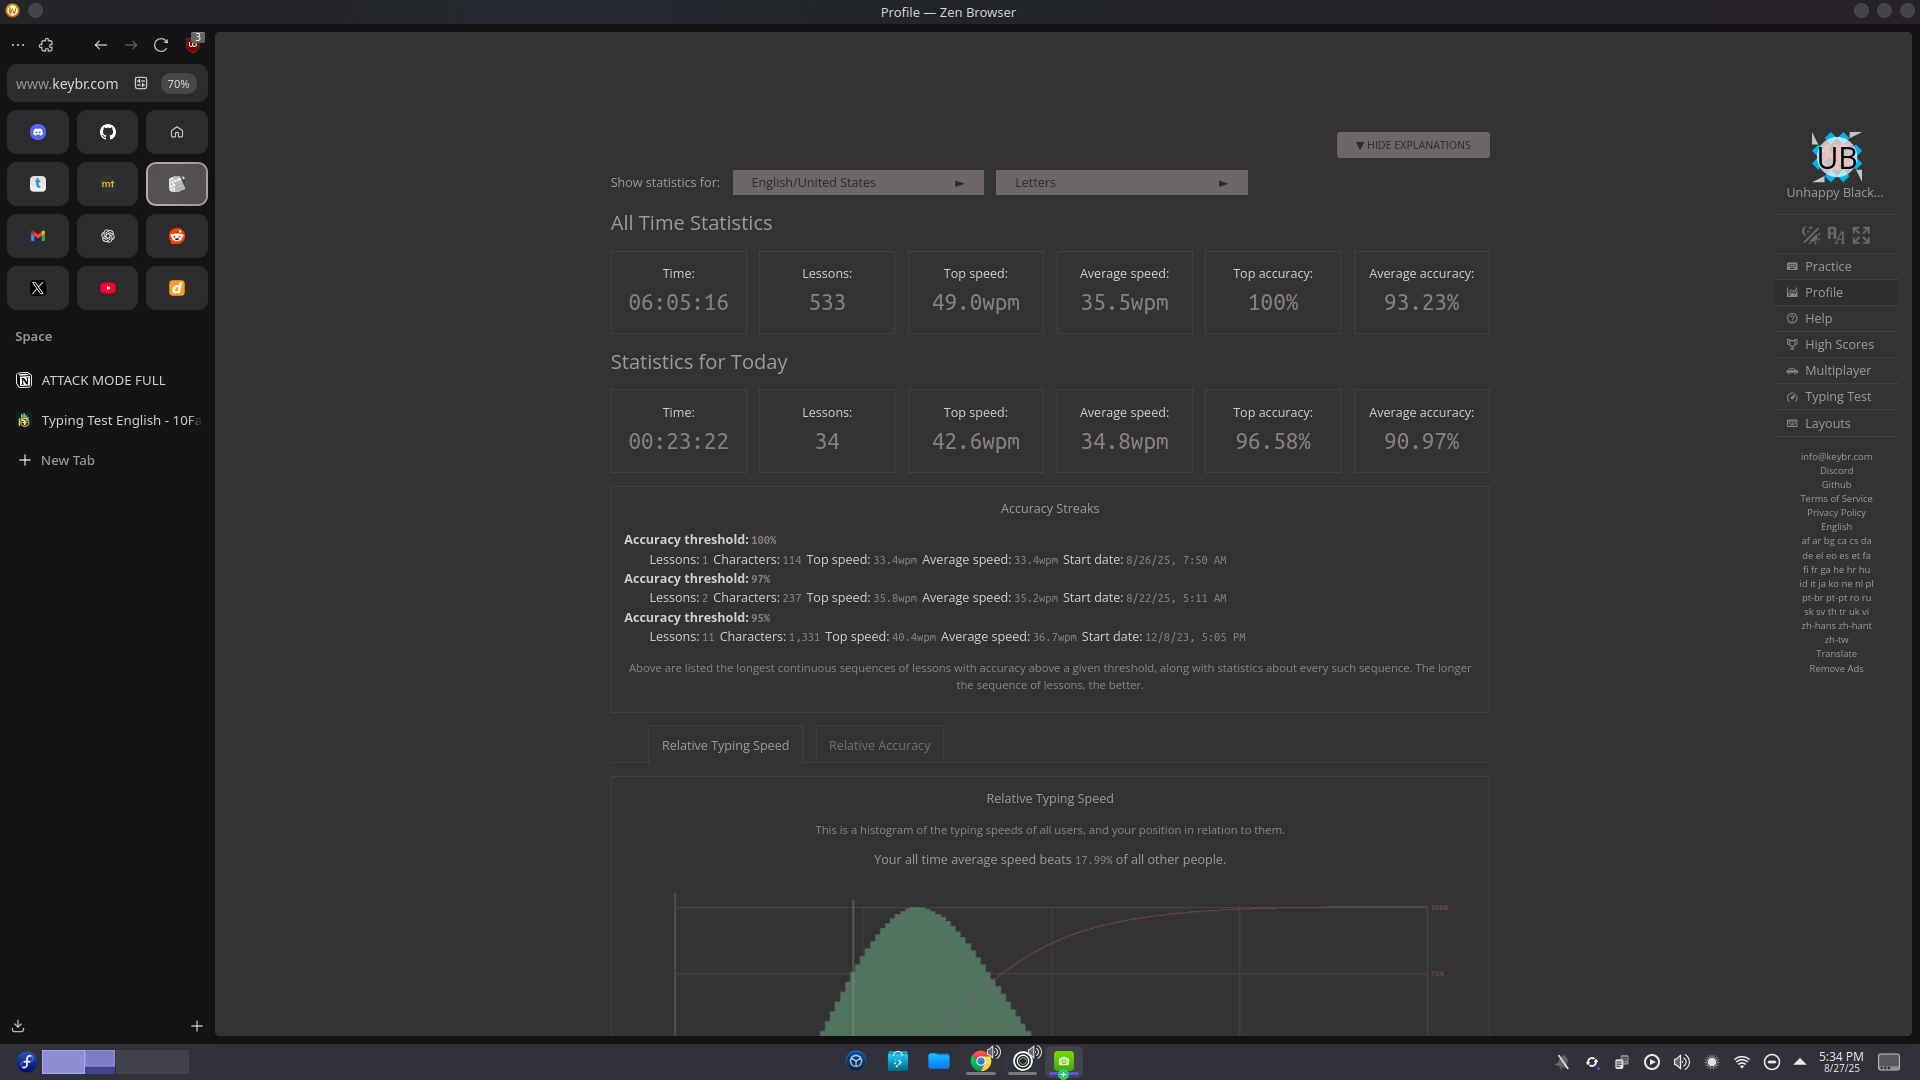 Profile — Zen Browser
3
www.keybr.com
70%
mt
Space
ATTACK MODE FULL
Typing Test English - 10Fa
New Tab
▼ HIDE EXPLANATIONS
Show statistics for: English/United States ► Letters ►
All Time Statistics
Time: Lessons: Top speed: Average speed: Top accuracy: Average accuracy:
06:05:16 533 49.0wpm 35.5wpm 100% 93.23%
Statistics for Today
Time: Lessons: Top speed: Average speed: Top accuracy: Average accuracy:
00:23:22 34 42.6wpm 34.8wpm 96.58% 90.97%
Accuracy Streaks
Accuracy threshold: 100%
Lessons: 1 Characters: 114 Top speed: 33.4wpm Average speed: 33.4wpm Start date: 8/26/25, 7:50 AM
Accuracy threshold: 97%
Lessons: 2 Characters: 237 Top speed: 35.8wpm Average speed: 35.2wpm Start date: 8/22/25, 5:11 AM
Accuracy threshold: 95%
Lessons: 11 Characters: 1,331 Top speed: 40.4wpm Average speed: 36.7wpm Start date: 12/8/23, 5:05 PM
Above are listed the longest continuous sequences of lessons with accuracy above a given threshold, along with statistics about every such sequence. The longer
the sequence of lessons, the better.
Relative Typing Speed
Relative Accuracy
Relative Typing Speed
This is a histogram of the typing speeds of all users, and your position in relation to them.
Your all time average speed beats 17.99% of all other people.
100%
75%
UB
Unhappy Black...
Practice
Profile
Help
High Scores
Multiplayer
Typing Test
Layouts
info@keybr.com
Discord
Github
Terms of Service
Privacy Policy
English
af ar bg ca cs da
de el eo es et fa
fi fr ga he hr hu
id it ja ko ne nl pl
pt-br pt-pt ro ru
sk sv th tr uk vi
zh-hans zh-hant
zh-tw
Translate
Remove Ads
5:34 PM
8/27/25